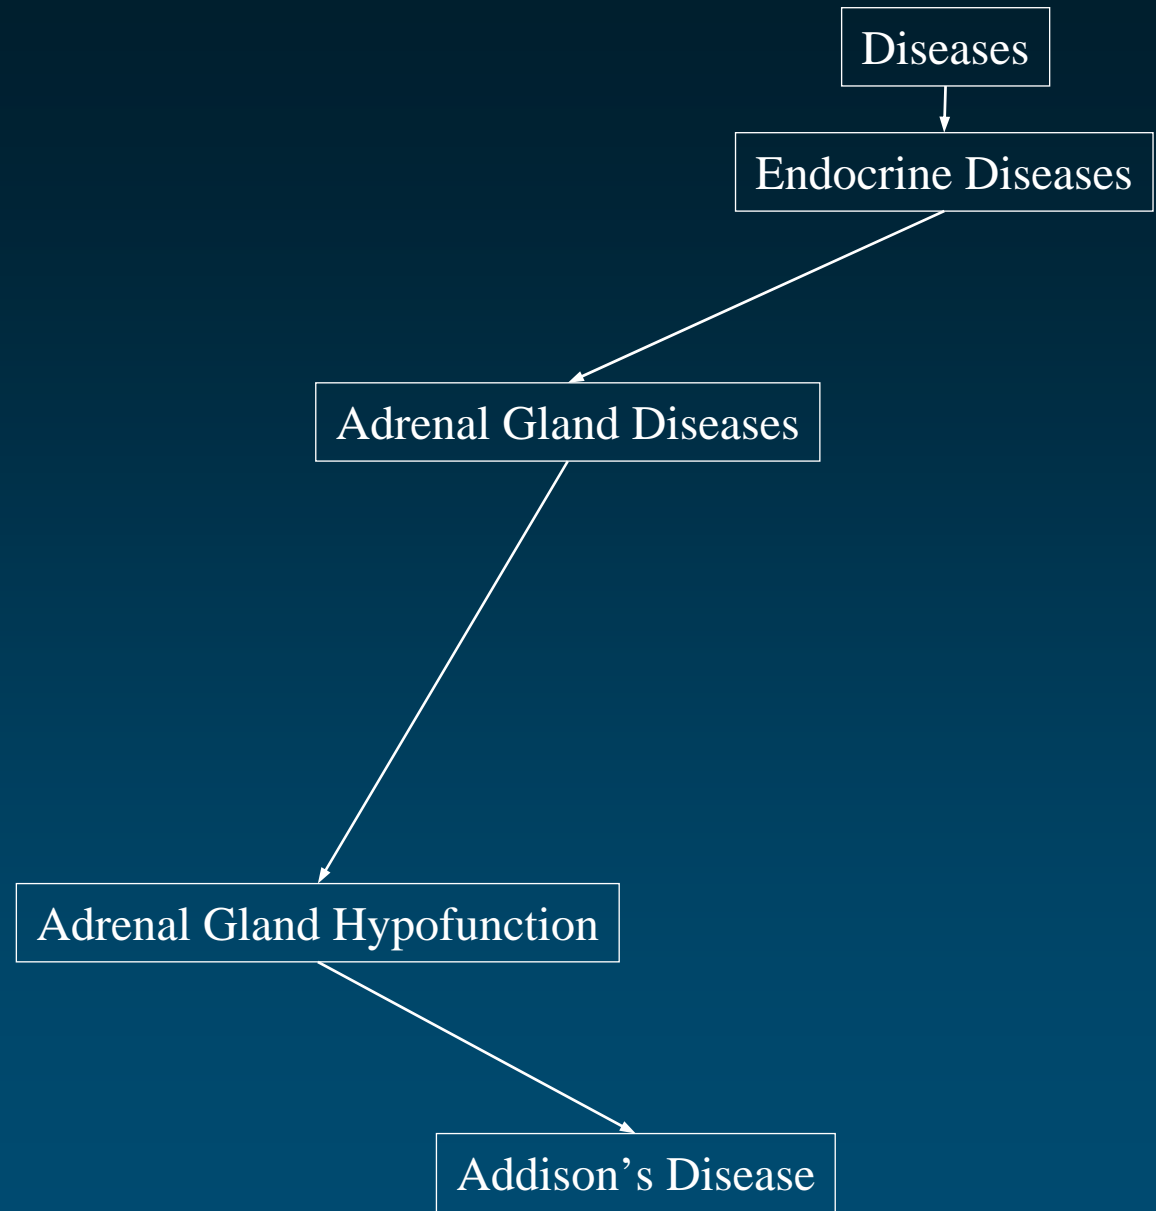 Diseases
Endocrine Diseases
Adrenal Gland Diseases
Adrenal Gland Hypofunction
Addison’s Disease